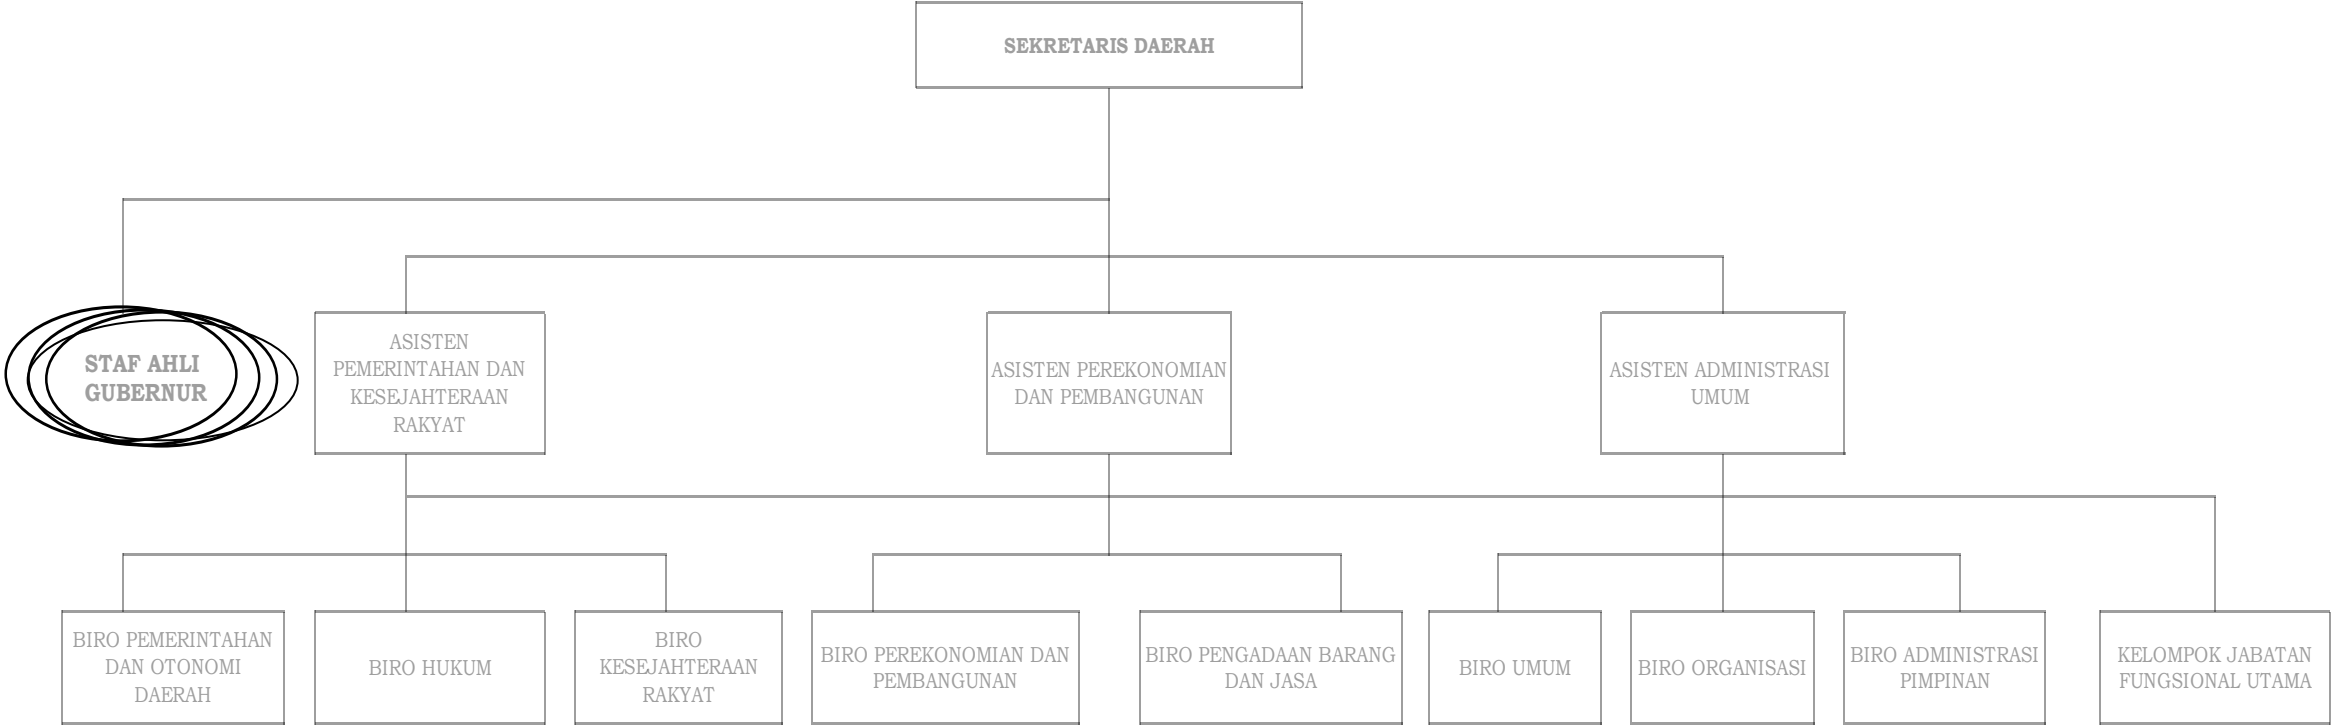 SEKRETARIS DAERAH
STAF AHLI
GUBERNUR
ASISTEN
PEMERINTAHAN DAN
KESEJAHTERAAN
RAKYAT
ASISTEN PEREKONOMIAN
DAN PEMBANGUNAN
ASISTEN ADMINISTRASI
UMUM
BIRO PEMERINTAHAN
DAN OTONOMI
DAERAH
BIRO HUKUM
BIRO
KESEJAHTERAAN
RAKYAT
BIRO PEREKONOMIAN DAN
PEMBANGUNAN
BIRO PENGADAAN BARANG
DAN JASA
BIRO UMUM
BIRO ORGANISASI
BIRO ADMINISTRASI
PIMPINAN
KELOMPOK JABATAN
FUNGSIONAL UTAMA